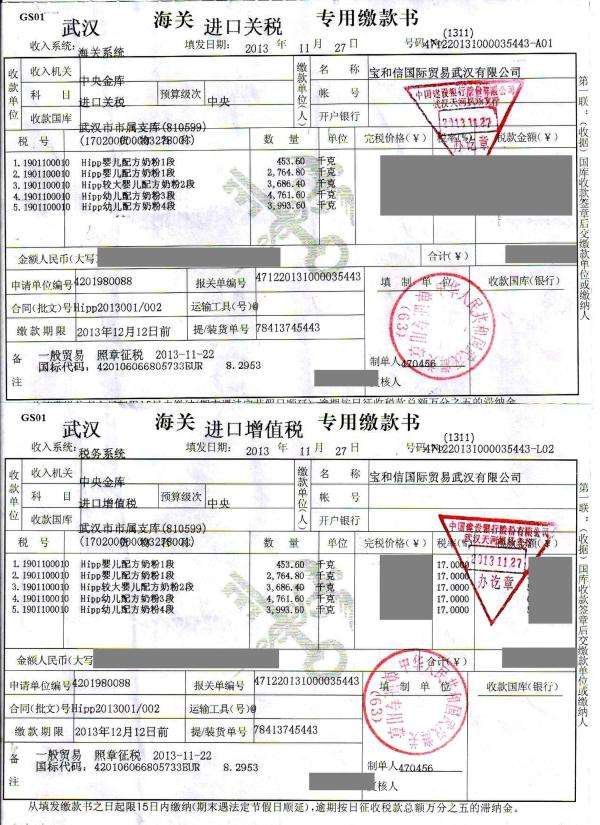 GS01
武汉 海关 进口关税 专用缴款书
(1311)
收入系统: 海关系统 填发日期: 2013 年 11 月 27 日 号码No 471220131000035443-A01
收款单位 收入机关 中央金库 缴款单位(人) 名 称 宝和信国际贸易武汉有限公司
科 目 进口关税 预算级次 中央 帐 号
收款国库 武汉市市属支库(810599) 开户银行
税 号 数 量 单位 完税价格(¥) 税率(%) 税款金额(¥)
1.1901100010 Hipp婴儿配方奶粉1段 453.60 千克
2.1901100010 Hipp婴儿配方奶粉1段 2,764.80 千克
3.1901100010 Hipp较大婴儿配方奶粉2段 3,686.40 千克
4.1901100010 Hipp幼儿配方奶粉3段 4,761.60 千克
5.1901100010 Hipp幼儿配方奶粉4段 3,993.60 千克
中国建设银行股份有限公司
2013.11.27
办讫章
第一联:(收据)国库收款签章后交缴款单位或缴纳人
金额人民币(大写) 合计(¥)
申请单位编号 4201980088 报关单编号 471220131000035443 填 制 单 位 收款国库(银行)
合同(批文)号 Hipp2013001/002 运输工具(号) @
缴 款 期 限 2013年12月12日前 提/装货单号 78413745443
备注 一般贸易 照章征税 2013-11-22
国标代码: 420106066805733EUR 8.2953
制单人 470456
复核人
中华人民共和国武汉海关
单证专用章
(63)
GS01
武汉 海关 进口增值税 专用缴款书
(1311)
收入系统: 税务系统 填发日期: 2013 年 11 月 27 日 号码No 471220131000035443-L02
收款单位 收入机关 中央金库 缴款单位(人) 名 称 宝和信国际贸易武汉有限公司
科 目 进口增值税 预算级次 中央 帐 号
收款国库 武汉市市属支库(810599) 开户银行
税 号 数 量 单位 完税价格(¥)
1.1901100010 Hipp婴儿配方奶粉1段 453.60 千克 17.0000
2.1901100010 Hipp婴儿配方奶粉1段 2,764.80 千克 17.0000
3.1901100010 Hipp较大婴儿配方奶粉2段 3,686.40 千克 17.0000
4.1901100010 Hipp幼儿配方奶粉3段 4,761.60 千克 17.0000
5.1901100010 Hipp幼儿配方奶粉4段 3,993.60 千克 17.0000
中国建设银行股份有限公司
2013.11.27
办讫章
第一联:(收据)国库收款签章后交缴款单位或缴纳人
金额人民币(大写) 合计(¥)
申请单位编号 4201980088 报关单编号 471220131000035443 填 制 单 位 收款国库(银行)
合同(批文)号 Hipp2013001/002 运输工具(号) @
缴 款 期 限 2013年12月12日前 提/装货单号 78413745443
备注 一般贸易 照章征税 2013-11-22
国标代码: 420106066805733EUR 8.2953
制单人 470456
复核人
中华人民共和国武汉海关
单证专用章
(63)
从填发缴款书之日起限15日内缴纳(期末遇法定节假日顺延),逾期按日征收税款总额万分之五的滞纳金。